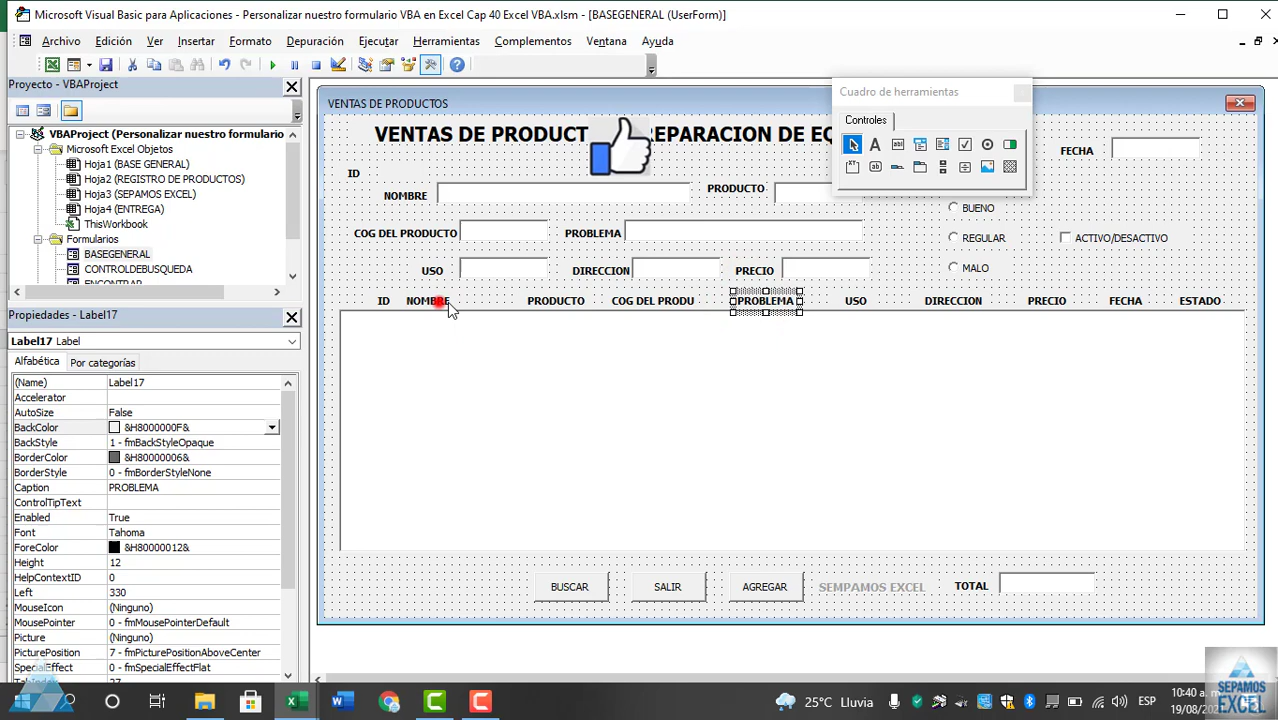 Microsoft Visual Basic para Aplicaciones - Personalizar nuestro formulario VBA en Excel Cap 40 Excel VBA.xlsm - [BASEGENERAL (UserForm)]
Archivo Edición Ver Insertar Formato Depuración Ejecutar Herramientas Complementos Ventana Ayuda
Proyecto - VBAProject
VBAProject (Personalizar nuestro formulario
Microsoft Excel Objetos
Hoja1 (BASE GENERAL)
Hoja2 (REGISTRO DE PRODUCTOS)
Hoja3 (SEPAMOS EXCEL)
Hoja4 (ENTREGA)
ThisWorkbook
Formularios
BASEGENERAL
CONTROLDEBUSQUEDA
ENCONTRAR
Propiedades - Label17
Label17 Label
Alfabética Por categorías
(Name) Label17
Accelerator
AutoSize False
BackColor &H8000000F&
BackStyle 1 - fmBackStyleOpaque
BorderColor &H80000006&
BorderStyle 0 - fmBorderStyleNone
Caption PROBLEMA
ControlTipText
Enabled True
Font Tahoma
ForeColor &H80000012&
Height 12
HelpContextID 0
Left 330
MouseIcon (Ninguno)
MousePointer 0 - fmMousePointerDefault
Picture (Ninguno)
PicturePosition 7 - fmPicturePositionAboveCenter
SpecialEffect 0 - fmSpecialEffectFlat
VENTAS DE PRODUCTOS
VENTAS DE PRODUCT REPARACION DE E
Cuadro de herramientas
Controles
FECHA
ID
NOMBRE PRODUCTO
BUENO
COG DEL PRODUCTO PROBLEMA REGULAR ACTIVO/DESACTIVO
USO DIRECCION PRECIO MALO
ID NOMBRE PRODUCTO COG DEL PRODU PROBLEMA USO DIRECCION PRECIO FECHA ESTADO
BUSCAR SALIR AGREGAR SEMPAMOS EXCEL TOTAL
25°C Lluvia ESP
10:40 a. m.
SEPAMOS
EXCEL